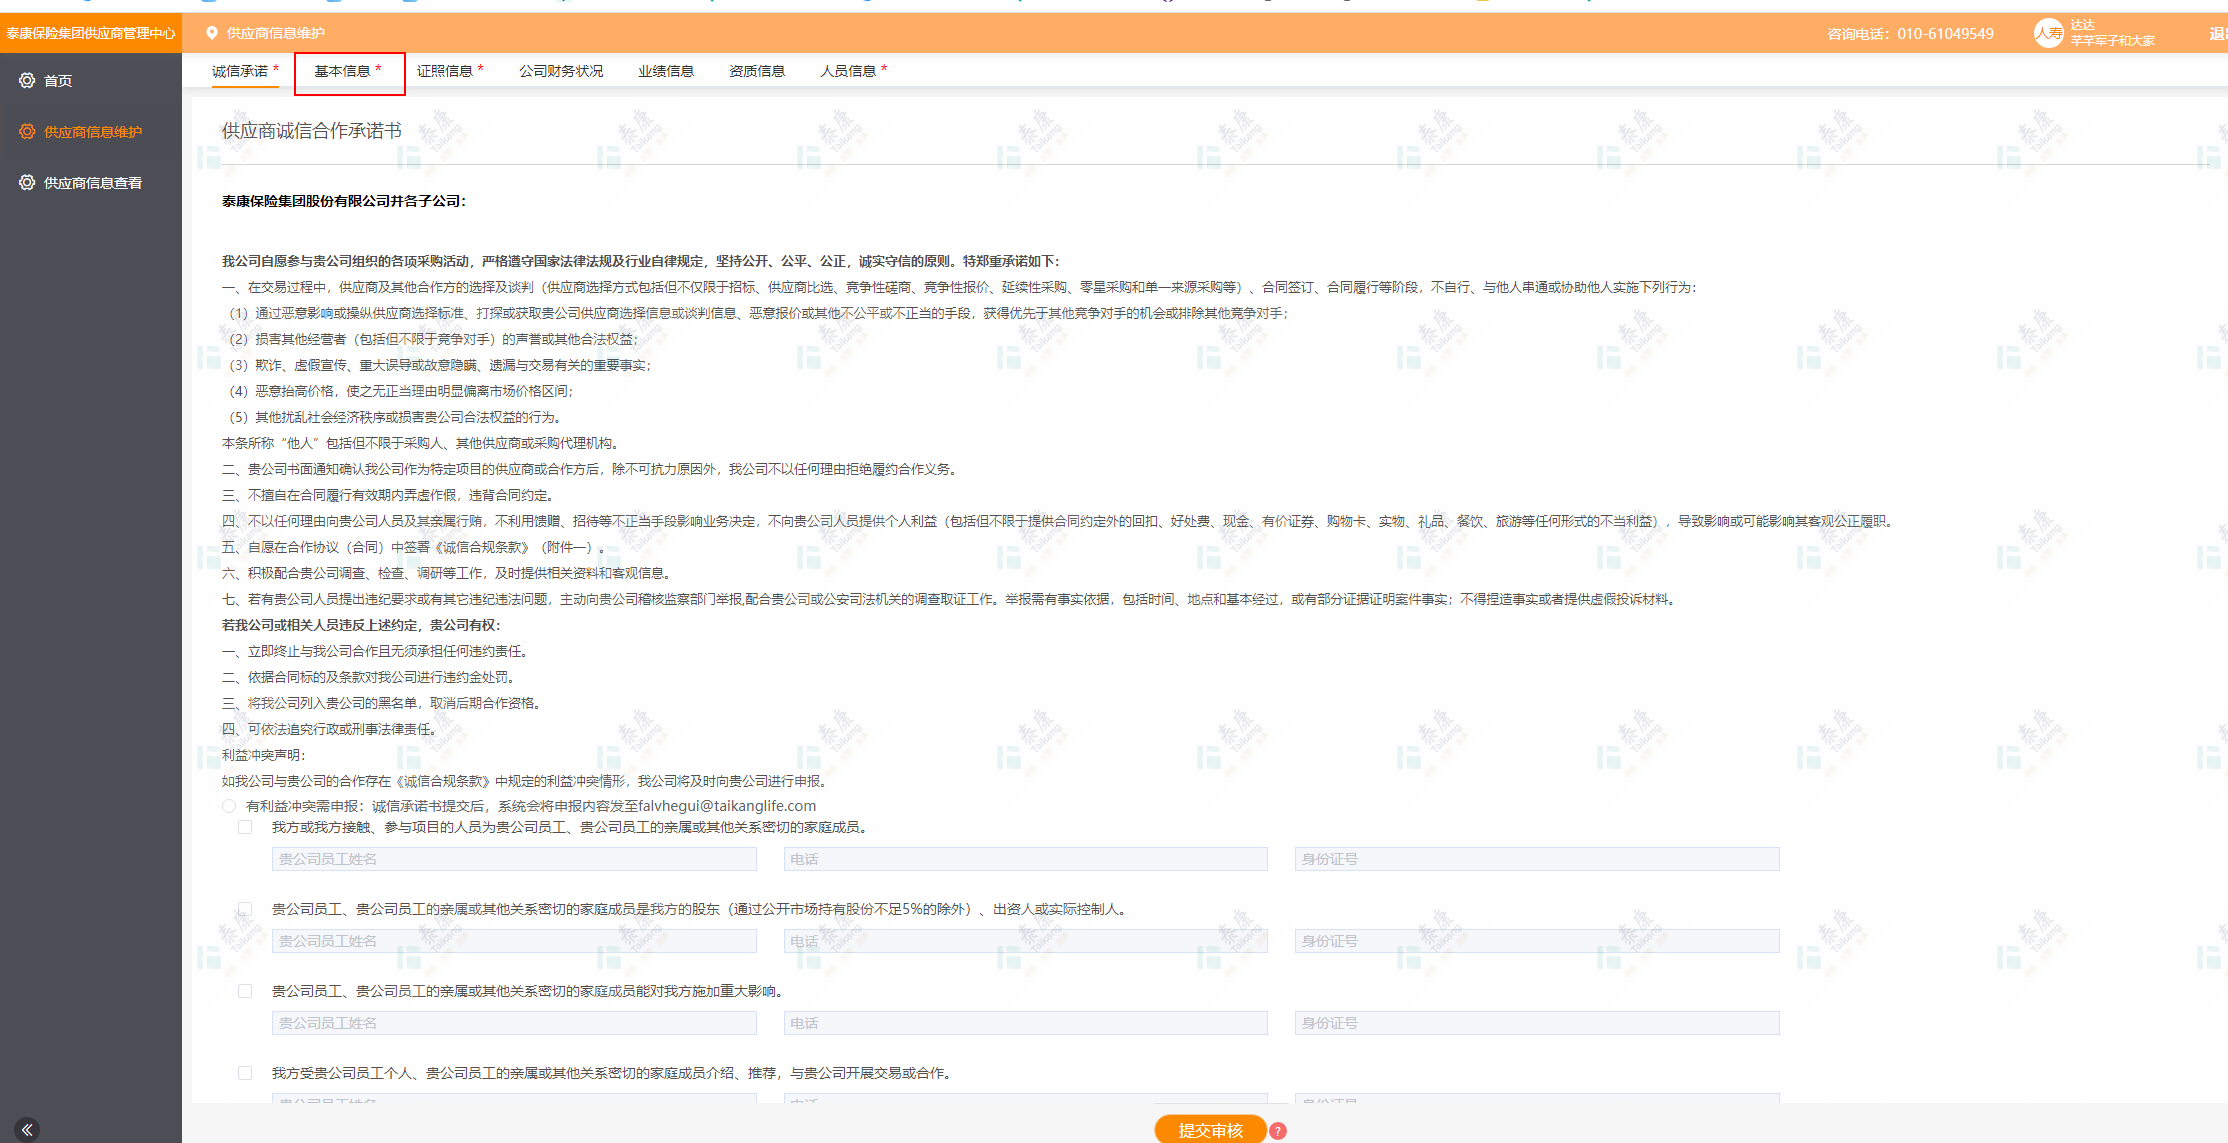 泰康保险集团供应商管理中心
供应商信息维护
咨询电话：010-61049549
人寿
达达
芊芊军子和大家
首页
供应商信息维护
供应商信息查看
诚信承诺 *
基本信息 *
证照信息 *
公司财务状况
业绩信息
资质信息
人员信息 *
供应商诚信合作承诺书
泰康保险集团股份有限公司并各子公司：
我公司自愿参与贵公司组织的各项采购活动，严格遵守国家法律法规及行业自律规定，坚持公开、公平、公正，诚实守信的原则。特郑重承诺如下：
一、在交易过程中，供应商及其他合作方的选择及谈判（供应商选择方式包括但不仅限于招标、供应商比选、竞争性磋商、竞争性报价、延续性采购、零星采购和单一来源采购等）、合同签订、合同履行等阶段，不自行、与他人串通或协助他人实施下列行为：
（1）通过恶意影响或操纵供应商选择标准、打探或获取贵公司供应商选择信息或谈判信息、恶意报价或其他不公平或不正当的手段，获得优先于其他竞争对手的机会或排除其他竞争对手；
（2）损害其他经营者（包括但不限于竞争对手）的声誉或其他合法权益；
（3）欺诈、虚假宣传、重大误导或故意隐瞒、遗漏与交易有关的重要事实；
（4）恶意抬高价格，使之无正当理由明显偏离市场价格区间；
（5）其他扰乱社会经济秩序或损害贵公司合法权益的行为。
本条所称“他人”包括但不限于采购人、其他供应商或采购代理机构。
二、贵公司书面通知确认我公司作为特定项目的供应商或合作方后，除不可抗力原因外，我公司不以任何理由拒绝履约合作义务。
三、不擅自在合同履行有效期内弄虚作假，违背合同约定。
四、不以任何理由向贵公司人员及其亲属行贿，不利用馈赠、招待等不正当手段影响业务决定，不向贵公司人员提供个人利益（包括但不限于提供合同约定外的回扣、好处费、现金、有价证券、购物卡、实物、礼品、餐饮、旅游等任何形式的不当利益），导致影响或可能影响其客观公正履职。
五、自愿在合作协议（合同）中签署《诚信合规条款》（附件一）。
六、积极配合贵公司调查、检查、调研等工作，及时提供相关资料和客观信息。
七、若有贵公司人员提出违纪要求或有其它违纪违法问题，主动向贵公司稽核监察部门举报,配合贵公司或公安司法机关的调查取证工作。举报需有事实依据，包括时间、地点和基本经过，或有部分证据证明案件事实；不得捏造事实或者提供虚假投诉材料。
若我公司或相关人员违反上述约定，贵公司有权：
一、立即终止与我公司合作且无须承担任何违约责任。
二、依据合同标的及条款对我公司进行违约金处罚。
三、将我公司列入贵公司的黑名单，取消后期合作资格。
四、可依法追究行政或刑事法律责任。
利益冲突声明：
如我公司与贵公司的合作存在《诚信合规条款》中规定的利益冲突情形，我公司将及时向贵公司进行申报。
有利益冲突需申报：诚信承诺书提交后，系统会将申报内容发至falvhegui@taikanglife.com
我方或我方接触、参与项目的人员为贵公司员工、贵公司员工的亲属或其他关系密切的家庭成员。
贵公司员工姓名
电话
身份证号
贵公司员工、贵公司员工的亲属或其他关系密切的家庭成员是我方的股东（通过公开市场持有股份不足5%的除外）、出资人或实际控制人。
贵公司员工姓名
电话
身份证号
贵公司员工、贵公司员工的亲属或其他关系密切的家庭成员能对我方施加重大影响。
贵公司员工姓名
电话
身份证号
我方受贵公司员工个人、贵公司员工的亲属或其他关系密切的家庭成员介绍、推荐，与贵公司开展交易或合作。
提交审核
?